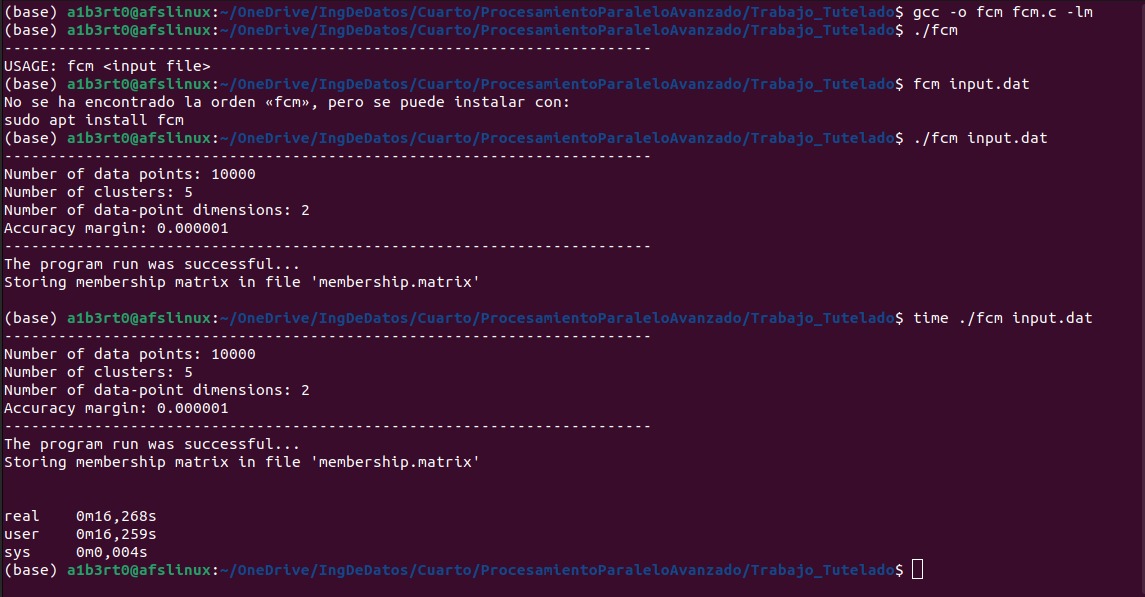 (base) a1b3rt0@afslinux:~/OneDrive/IngDeDatos/Cuarto/ProcesamientoParaleloAvanzado/Trabajo_Tutelado$ gcc -o fcm fcm.c -lm
(base) a1b3rt0@afslinux:~/OneDrive/IngDeDatos/Cuarto/ProcesamientoParaleloAvanzado/Trabajo_Tutelado$ ./fcm
------------------------------------------------------------------------
USAGE: fcm <input file>
(base) a1b3rt0@afslinux:~/OneDrive/IngDeDatos/Cuarto/ProcesamientoParaleloAvanzado/Trabajo_Tutelado$ fcm input.dat
No se ha encontrado la orden «fcm», pero se puede instalar con:
sudo apt install fcm
(base) a1b3rt0@afslinux:~/OneDrive/IngDeDatos/Cuarto/ProcesamientoParaleloAvanzado/Trabajo_Tutelado$ ./fcm input.dat
------------------------------------------------------------------------
Number of data points: 10000
Number of clusters: 5
Number of data-point dimensions: 2
Accuracy margin: 0.000001
------------------------------------------------------------------------
The program run was successful...
Storing membership matrix in file 'membership.matrix'
(base) a1b3rt0@afslinux:~/OneDrive/IngDeDatos/Cuarto/ProcesamientoParaleloAvanzado/Trabajo_Tutelado$ time ./fcm input.dat
------------------------------------------------------------------------
Number of data points: 10000
Number of clusters: 5
Number of data-point dimensions: 2
Accuracy margin: 0.000001
------------------------------------------------------------------------
The program run was successful...
Storing membership matrix in file 'membership.matrix'
real    0m16,268s
user    0m16,259s
sys     0m0,004s
(base) a1b3rt0@afslinux:~/OneDrive/IngDeDatos/Cuarto/ProcesamientoParaleloAvanzado/Trabajo_Tutelado$